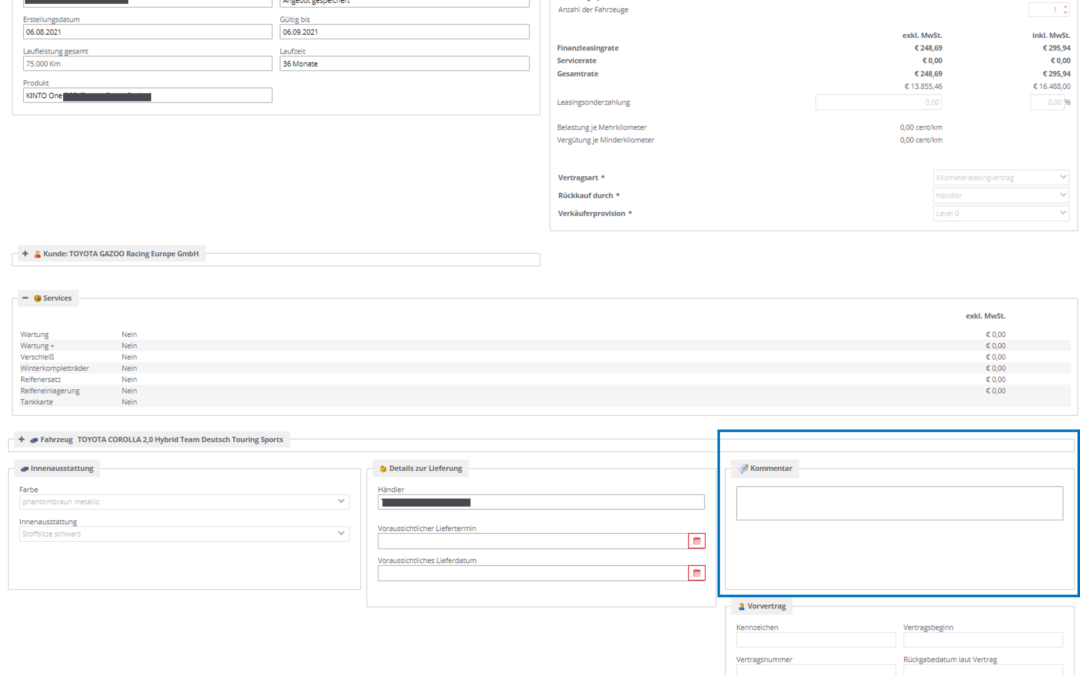 Angebot gespeichert
Erstellungsdatum
Gültig bis
06.08.2021
06.09.2021
Laufleistung gesamt
Laufzeit
75.000 Km
36 Monate
Produkt
KINTO One
Anzahl der Fahrzeuge
1
exkl. MwSt.
inkl. MwSt.
Finanzleasingrate € 248,69 € 295,94
Servicerate € 0,00 € 0,00
Gesamtrate € 248,69 € 295,94
€ 13.855,46 € 16.488,00
Leasingsonderzahlung 0,00 0,00 %
Belastung je Mehrkilometer 0,00 cent/km
Vergütung je Minderkilometer 0,00 cent/km
Vertragsart * Kilometerleasingvertrag
Rückkauf durch * Händler
Verkäuferprovision * Level 0
+ Kunde: TOYOTA GAZOO Racing Europe GmbH
− Services
exkl. MwSt.
Wartung Nein € 0,00
Wartung + Nein € 0,00
Verschleiß Nein € 0,00
Winterkompletträder Nein € 0,00
Reifenersatz Nein € 0,00
Reifeneinlagerung Nein € 0,00
Tankkarte Nein
+ Fahrzeug TOYOTA COROLLA 2,0 Hybrid Team Deutsch Touring Sports
Innenausstattung
Farbe
phantombraun metallic
Innenausstattung
Stoffsitze schwarz
Details zur Lieferung
Händler
Voraussichtlicher Liefertermin
Voraussichtliches Lieferdatum
Kommentar
Vorvertrag
Kennzeichen
Vertragsbeginn
Vertragsnummer
Rückgabedatum laut Vertrag